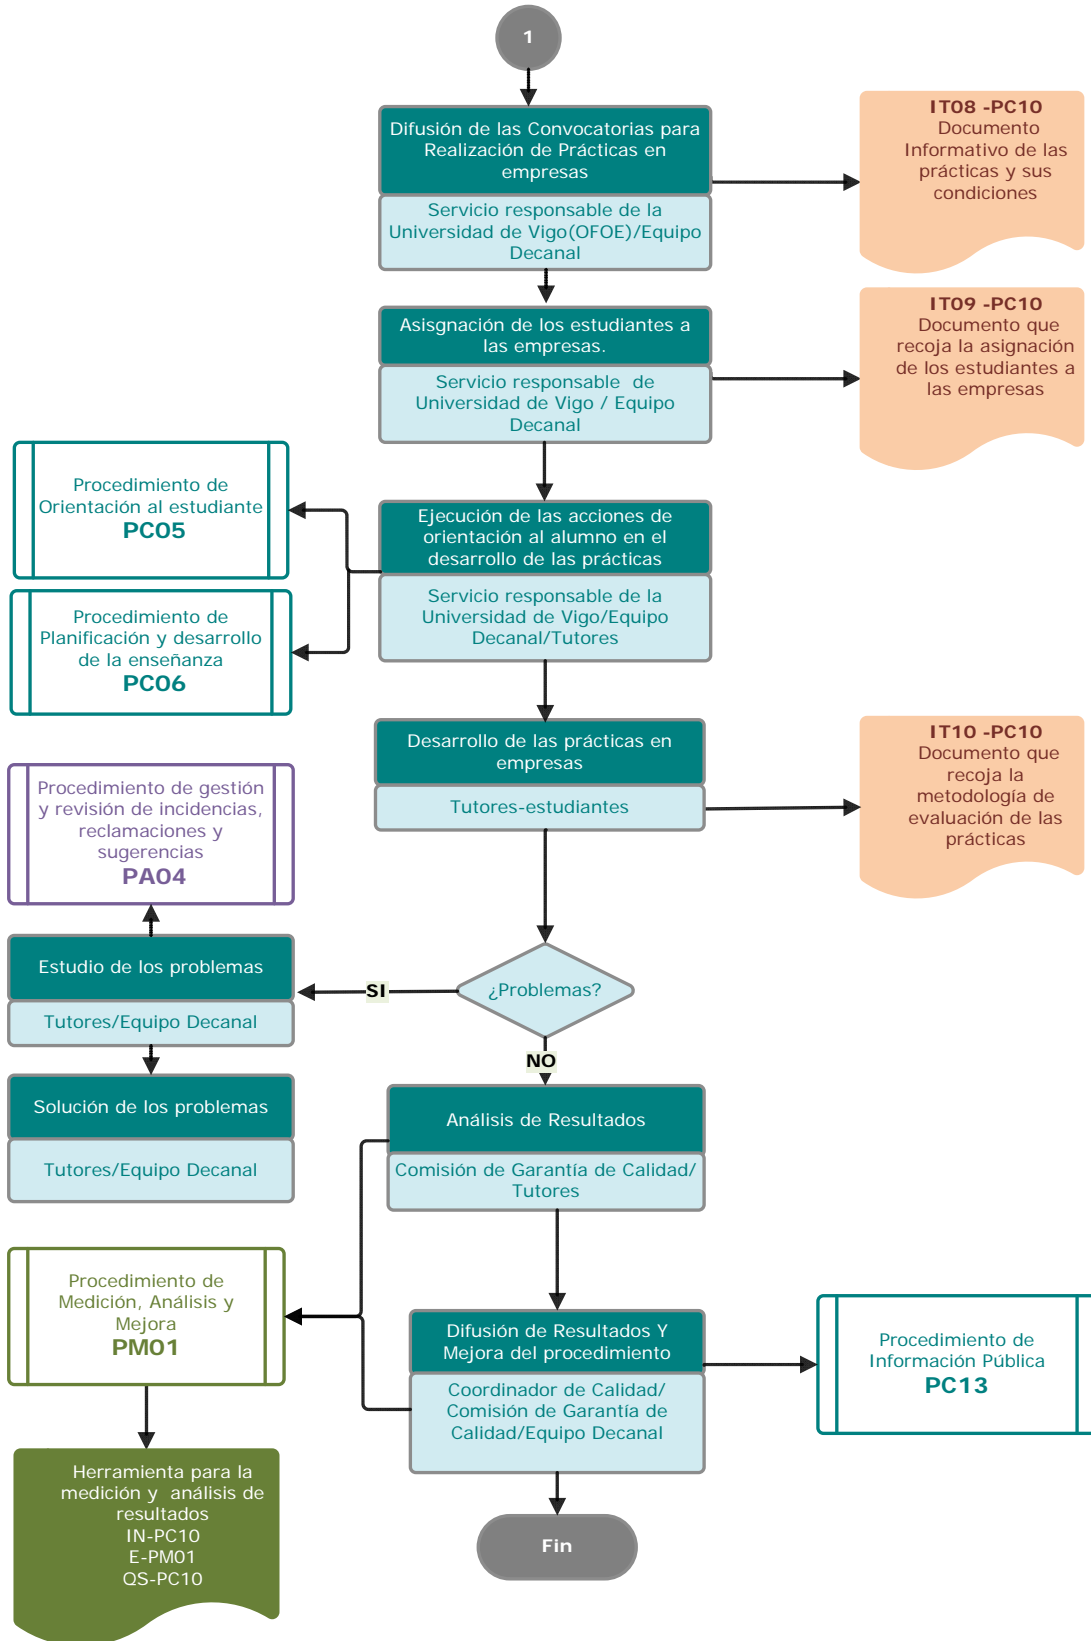 1
Difusión de las Convocatorias para
Realización de Prácticas en
empresas
Servicio responsable de la
Universidad de Vigo(OFOE)/Equipo
Decanal
IT08 -PC10
Documento
Informativo de las
prácticas y sus
condiciones
Asisgnación de los estudiantes a
las empresas.
Servicio responsable  de
Universidad de Vigo / Equipo
Decanal
IT09 -PC10
Documento que
recoja la asignación
de los estudiantes a
las empresas
Procedimiento de
Orientación al estudiante
PC05
Ejecución de las acciones de
orientación al alumno en el
desarrollo de las prácticas
Servicio responsable de la
Universidad de Vigo/Equipo
Decanal/Tutores
Procedimiento de
Planificación y desarrollo
de la enseñanza
PC06
Desarrollo de las prácticas en
empresas
Tutores-estudiantes
IT10 -PC10
Documento que
recoja la
metodología de
evaluación de las
prácticas
Procedimiento de gestión
y revisión de incidencias,
reclamaciones y
sugerencias
PA04
¿Problemas?
SI
Estudio de los problemas
Tutores/Equipo Decanal
NO
Solución de los problemas
Tutores/Equipo Decanal
Análisis de Resultados
Comisión de Garantía de Calidad/
Tutores
Procedimiento de
Medición, Análisis y
Mejora
PM01
Difusión de Resultados Y
Mejora del procedimiento
Coordinador de Calidad/
Comisión de Garantía de
Calidad/Equipo Decanal
Procedimiento de
Información Pública
PC13
Herramienta para la
medición y  análisis de
resultados
IN-PC10
E-PM01
QS-PC10
Fin